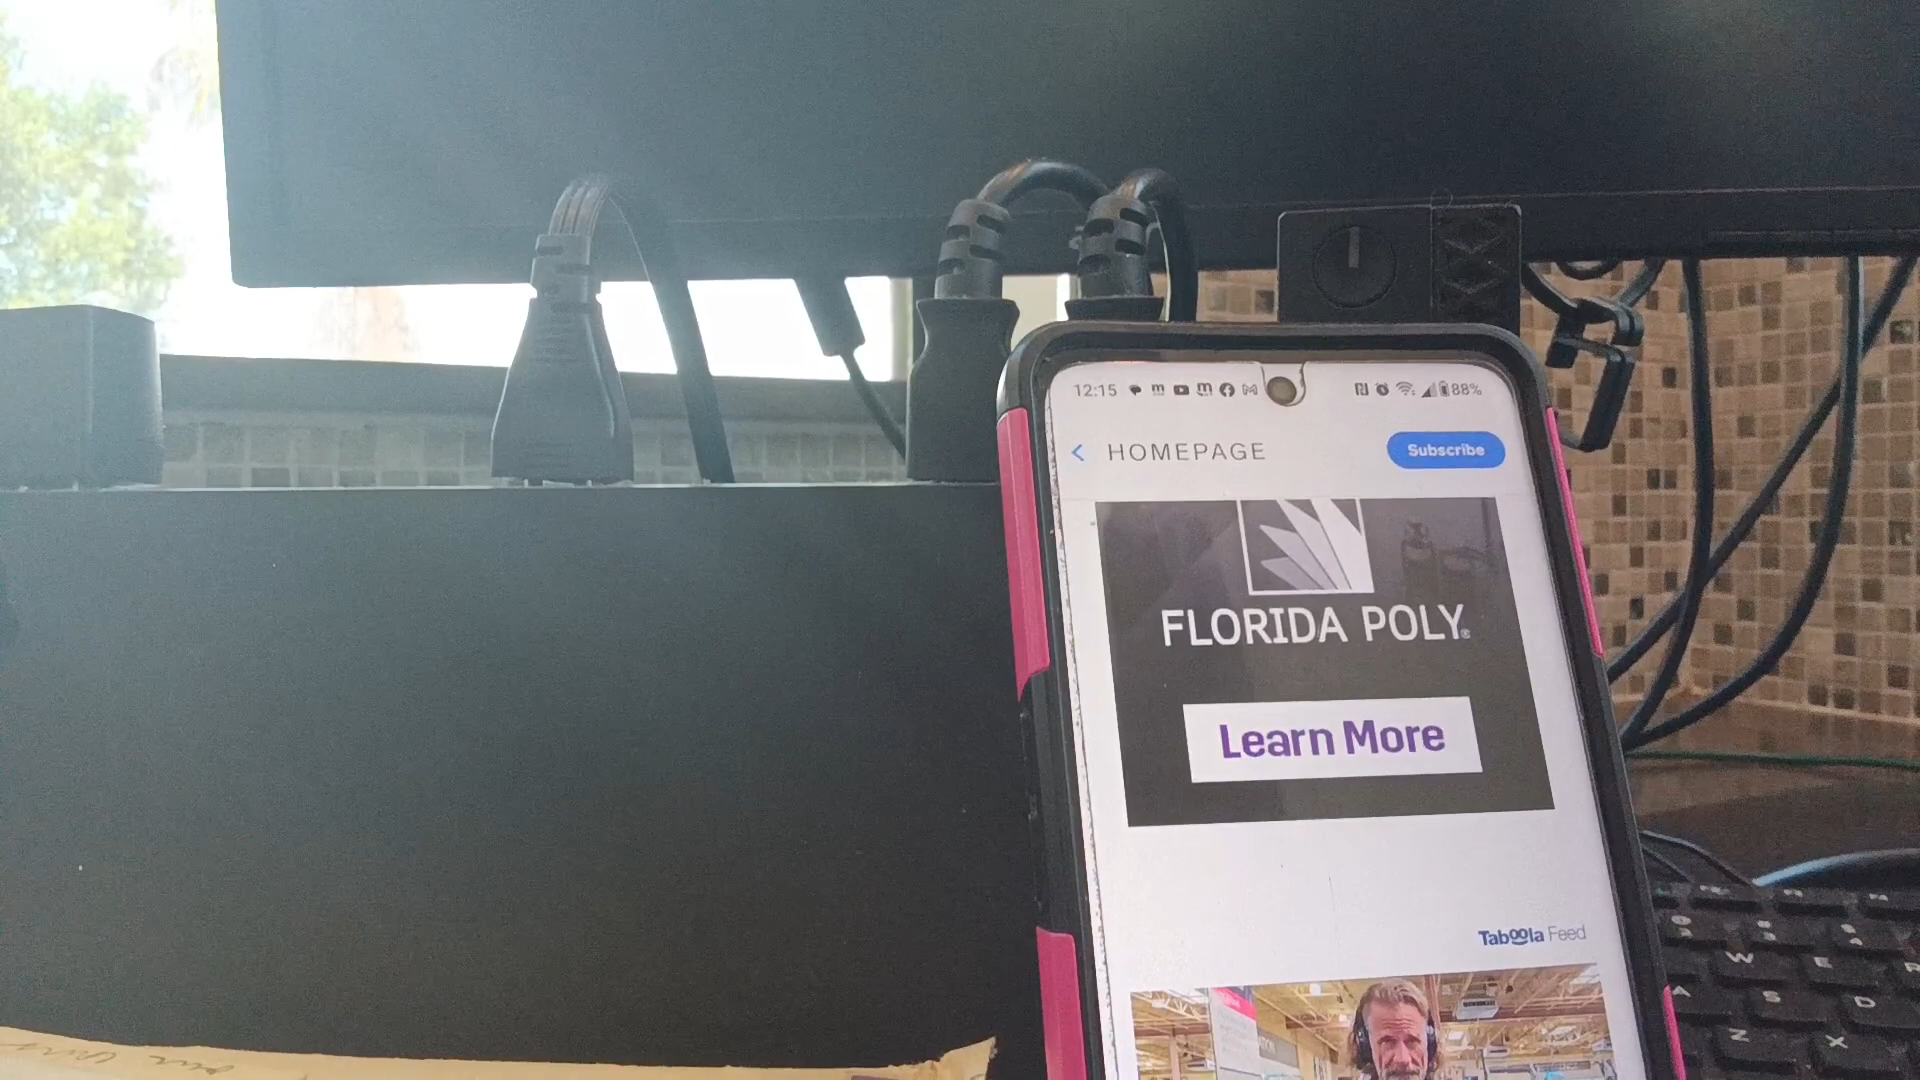 12:15
88%
HOMEPAGE
Subscribe
FLORIDA POLY®
Learn More
Taboola Feed
W E R
A S D
Z X